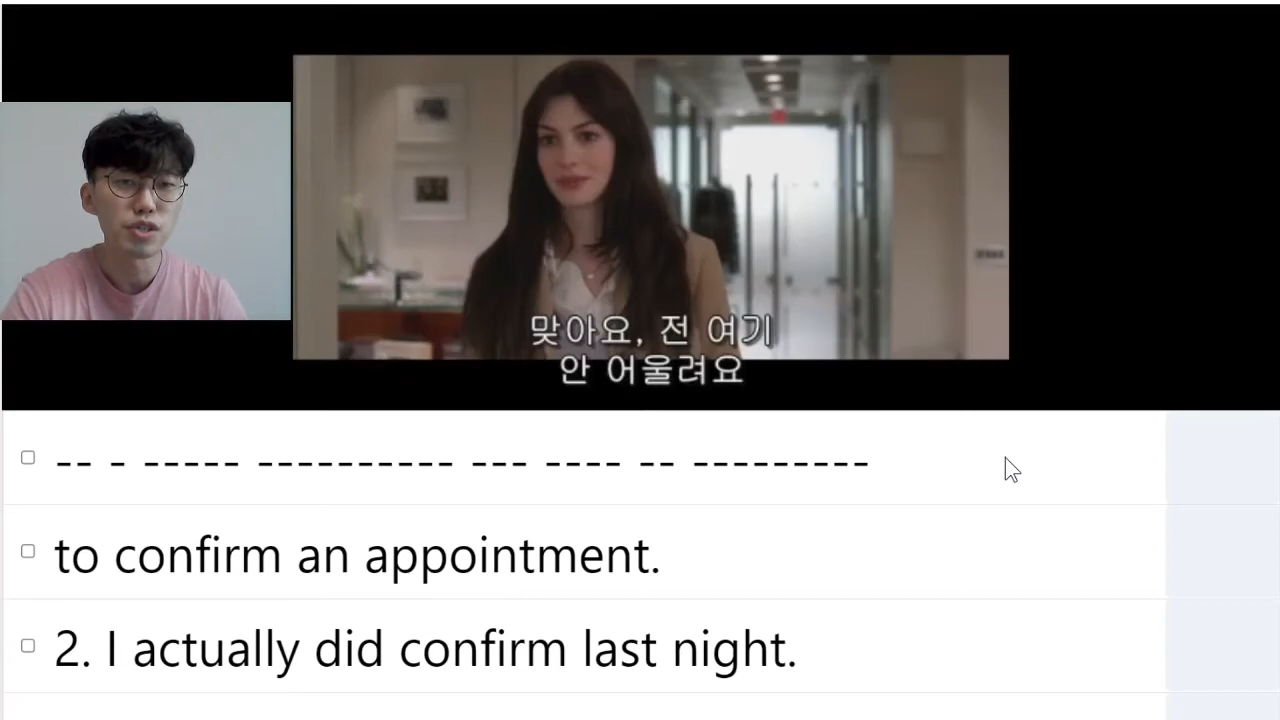 맞아요, 전 여기
안 어울려요
-- - ----- ---------- --- ---- -- ---------
to confirm an appointment.
2. I actually did confirm last night.